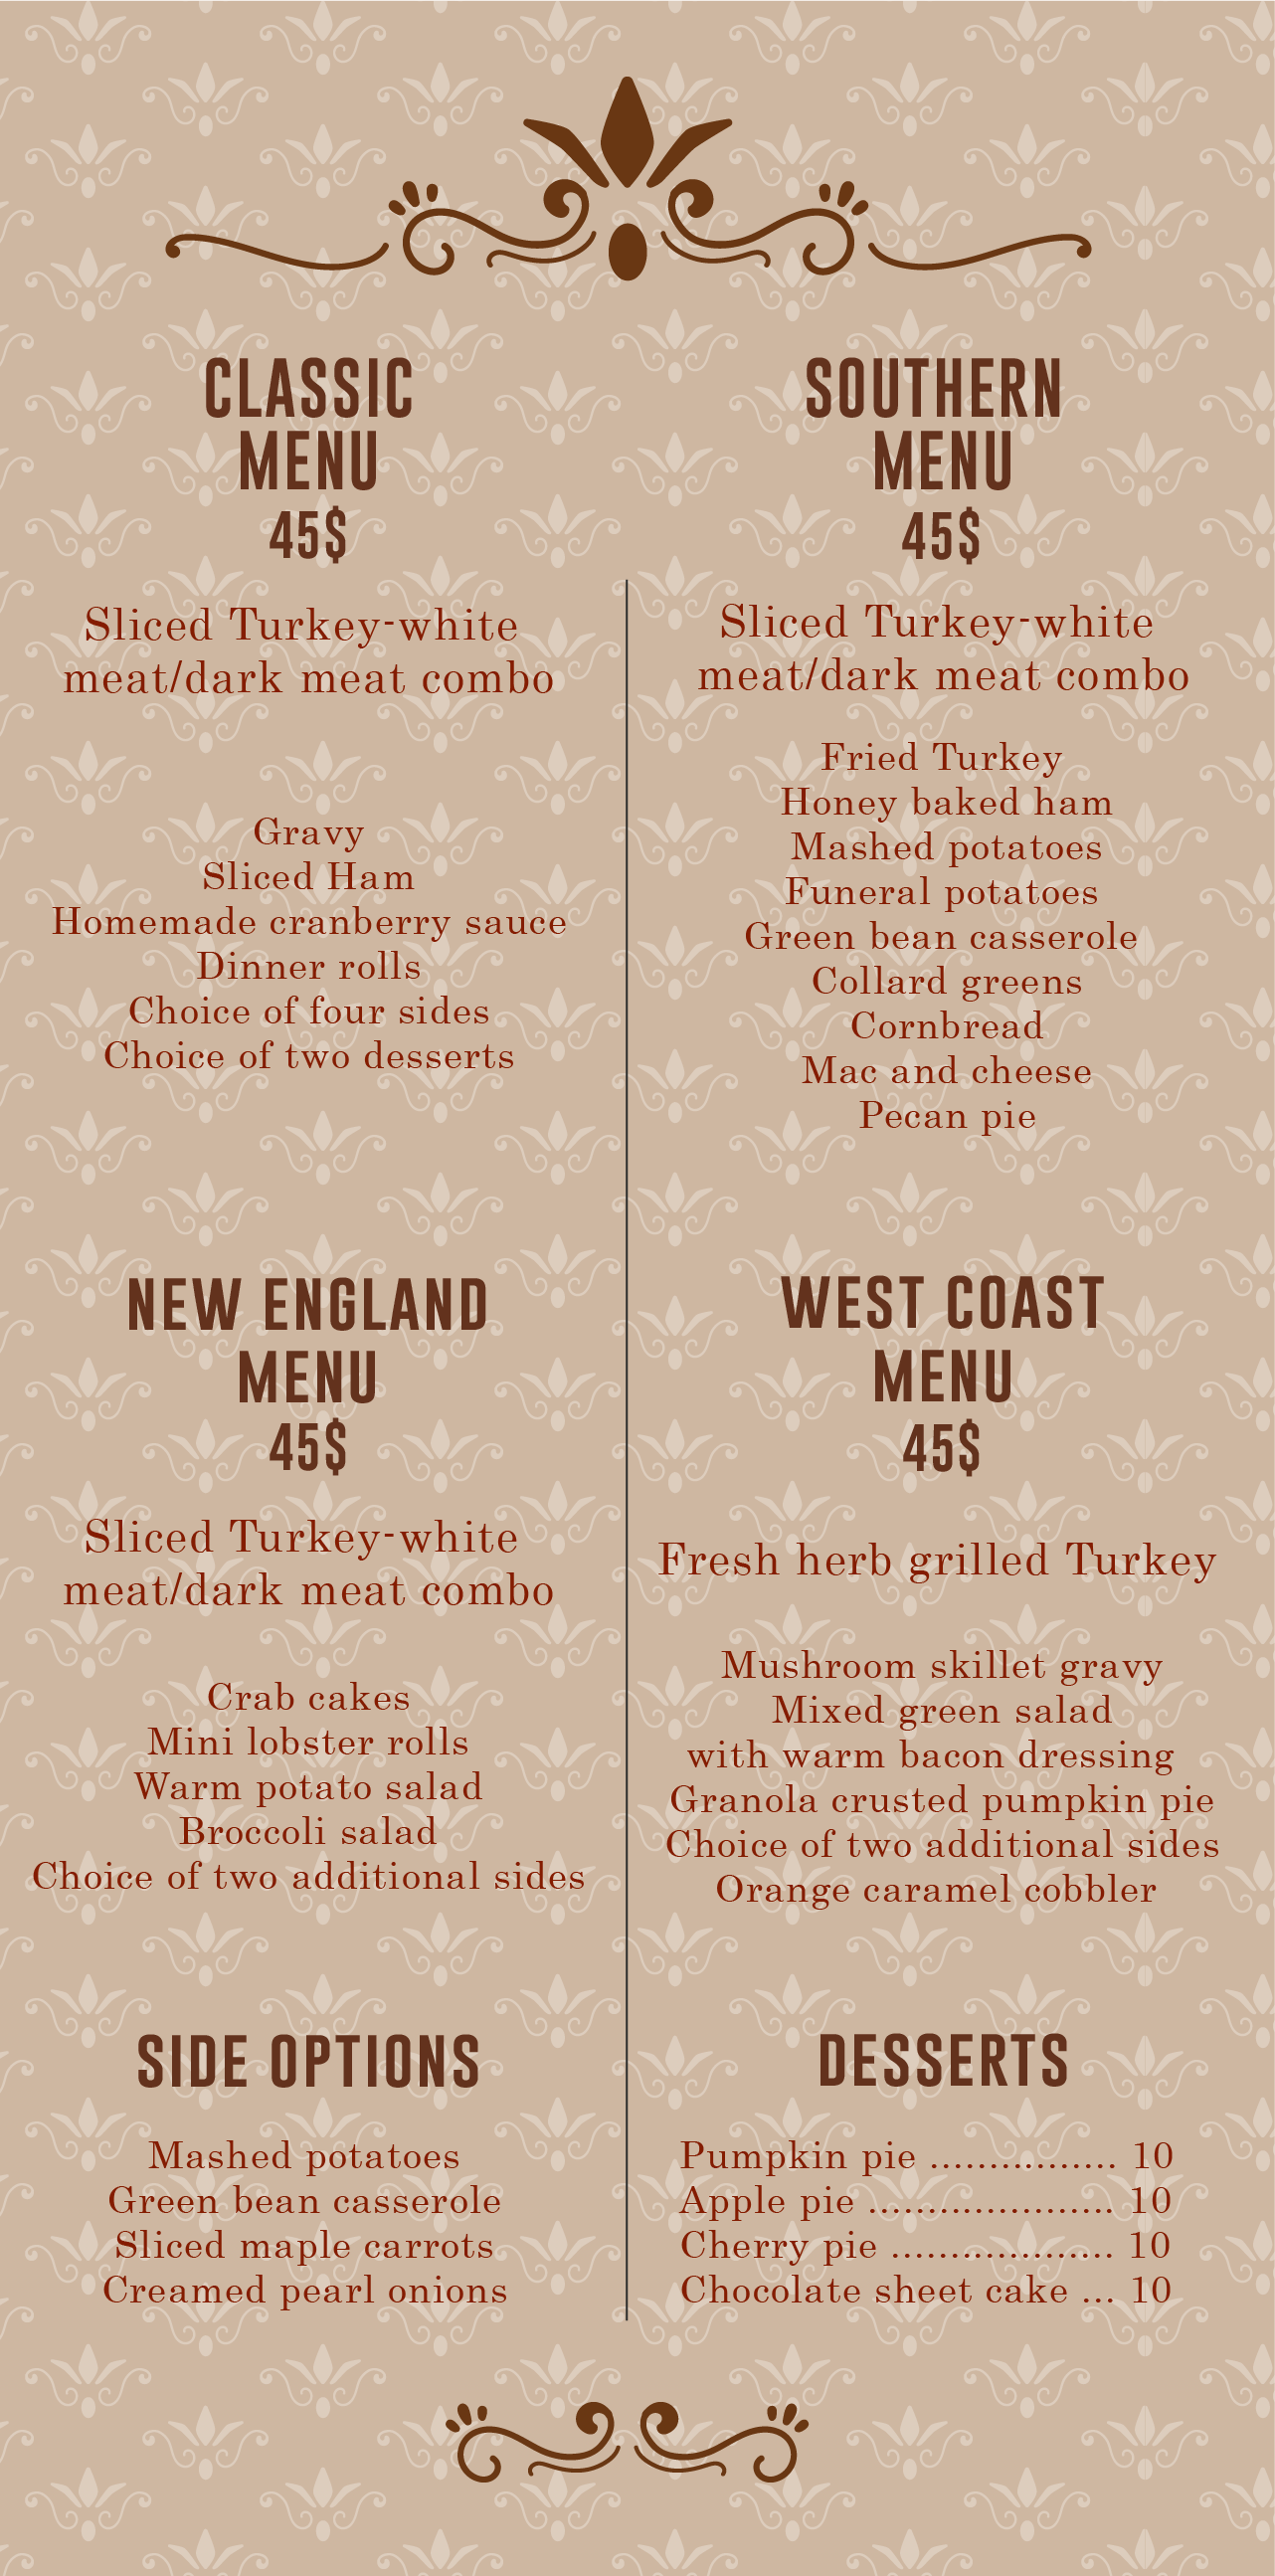 CLASSIC
MENU
45$
Sliced Turkey-white
meat/dark meat combo
Gravy
Sliced Ham
Homemade cranberry sauce
Dinner rolls
Choice of four sides
Choice of two desserts
SOUTHERN
MENU
45$
Sliced Turkey-white
meat/dark meat combo
Fried Turkey
Honey baked ham
Mashed potatoes
Funeral potatoes
Green bean casserole
Collard greens
Cornbread
Mac and cheese
Pecan pie
NEW ENGLAND
MENU
45$
Sliced Turkey-white
meat/dark meat combo
Crab cakes
Mini lobster rolls
Warm potato salad
Broccoli salad
Choice of two additional sides
WEST COAST
MENU
45$
Fresh herb grilled Turkey
Mushroom skillet gravy
Mixed green salad
with warm bacon dressing
Granola crusted pumpkin pie
Choice of two additional sides
Orange caramel cobbler
SIDE OPTIONS
Mashed potatoes
Green bean casserole
Sliced maple carrots
Creamed pearl onions
DESSERTS
Pumpkin pie ................ 10
Apple pie ..................... 10
Cherry pie ................... 10
Chocolate sheet cake ... 10